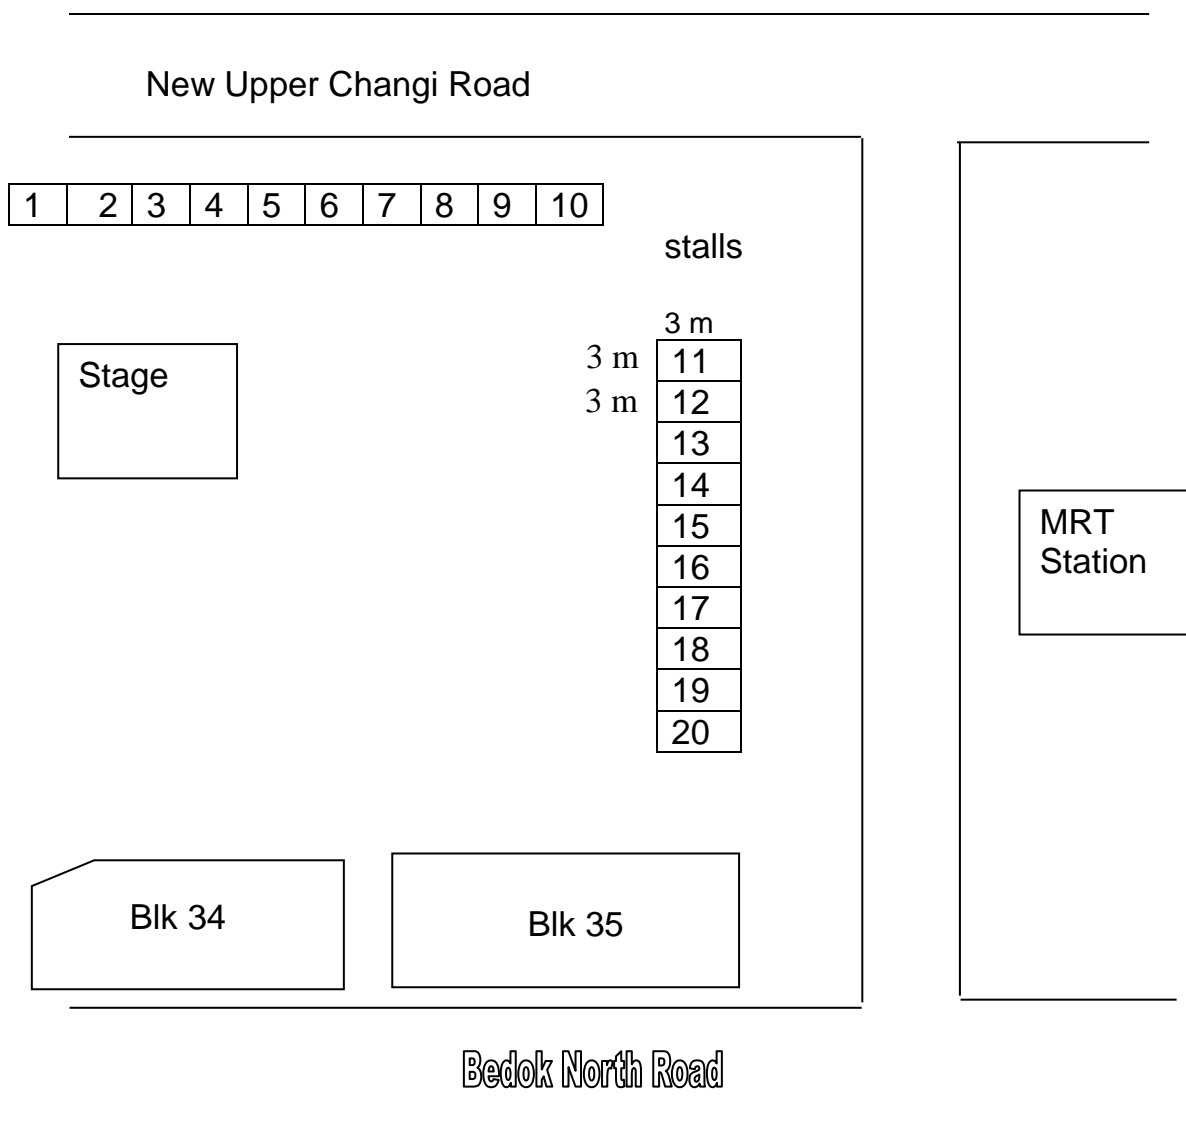 New Upper Changi Road
1 2 3 4 5 6 7 8 9 10
stalls
3 m
3 m 11
Stage
3 m 12
13
14
15
MRT
Station
16
17
18
19
20
Blk 34
Blk 35
Bedok North Road